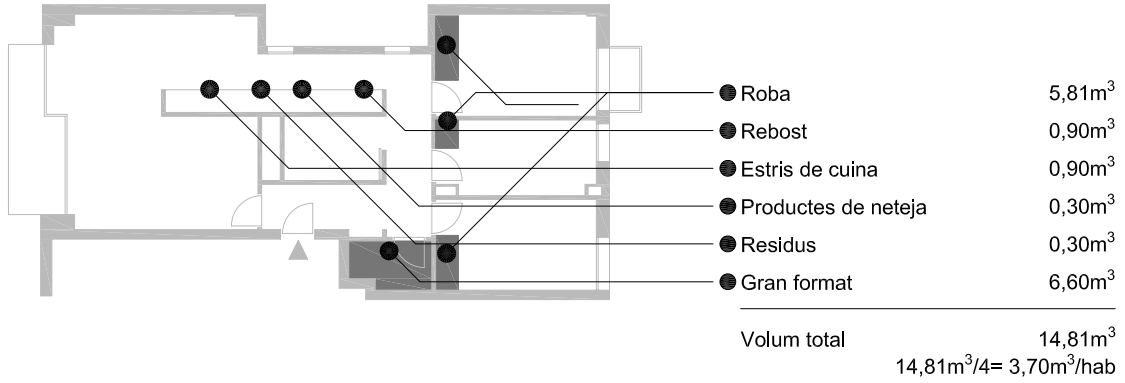 Roba 5,81m³
Rebost 0,90m³
Estris de cuina 0,90m³
Productes de neteja 0,30m³
Residus 0,30m³
Gran format 6,60m³
Volum total 14,81m³
14,81m³/4= 3,70m³/hab